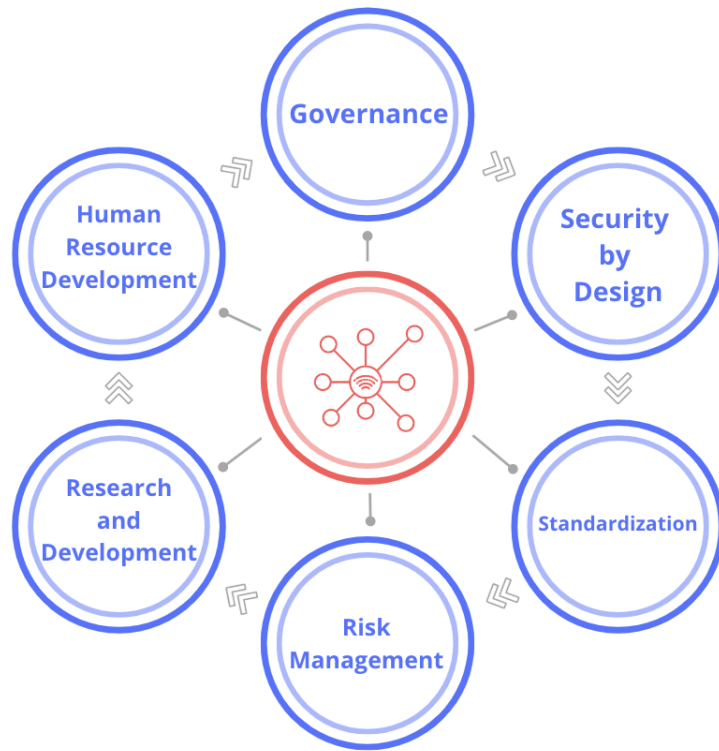 Governance
Security
by
Design
Standardization
Risk
Management
Research
and
Development
Human
Resource
Development